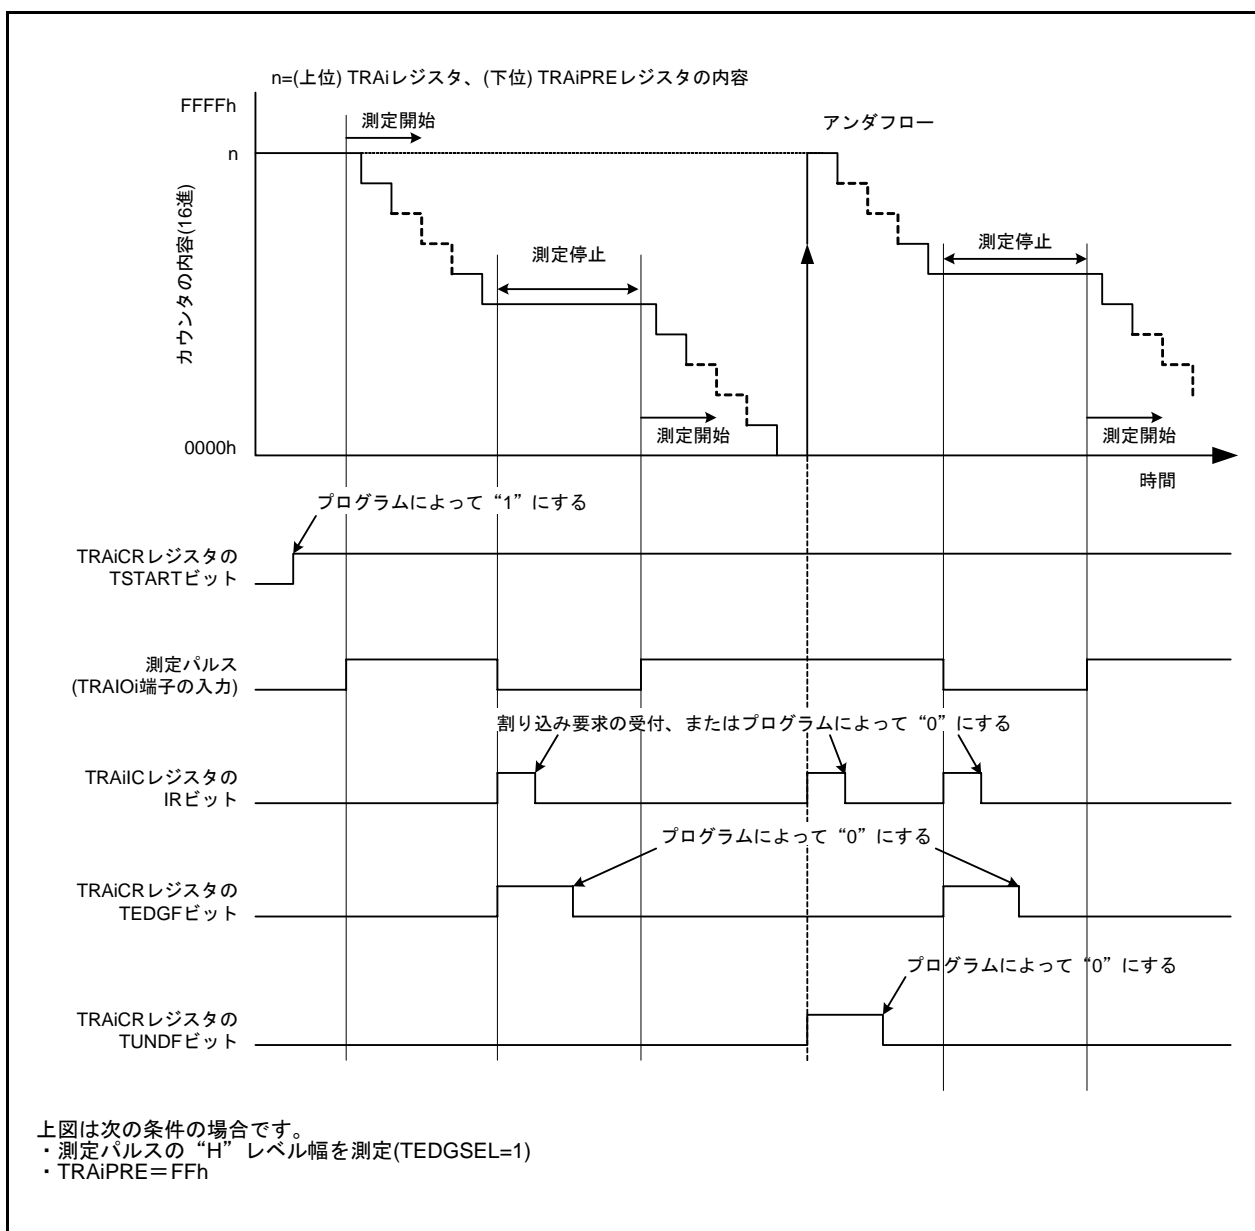 n=(上位) TRAiレジスタ、(下位) TRAiPREレジスタの内容
FFFFh
測定開始
アンダフロー
n
カウンタの内容(16進)
測定停止
測定停止
測定開始
測定開始
0000h
時間
プログラムによって“1”にする
TRAiCRレジスタの
TSTARTビット
測定パルス
(TRAIOi端子の入力)
割り込み要求の受付、またはプログラムによって“0”にする
TRAiICレジスタの
IRビット
プログラムによって“0”にする
TRAiCRレジスタの
TEDGFビット
プログラムによって“0”にする
TRAiCRレジスタの
TUNDFビット
上図は次の条件の場合です。
・測定パルスの“H”レベル幅を測定(TEDGSEL=1)
・TRAiPRE＝FFh